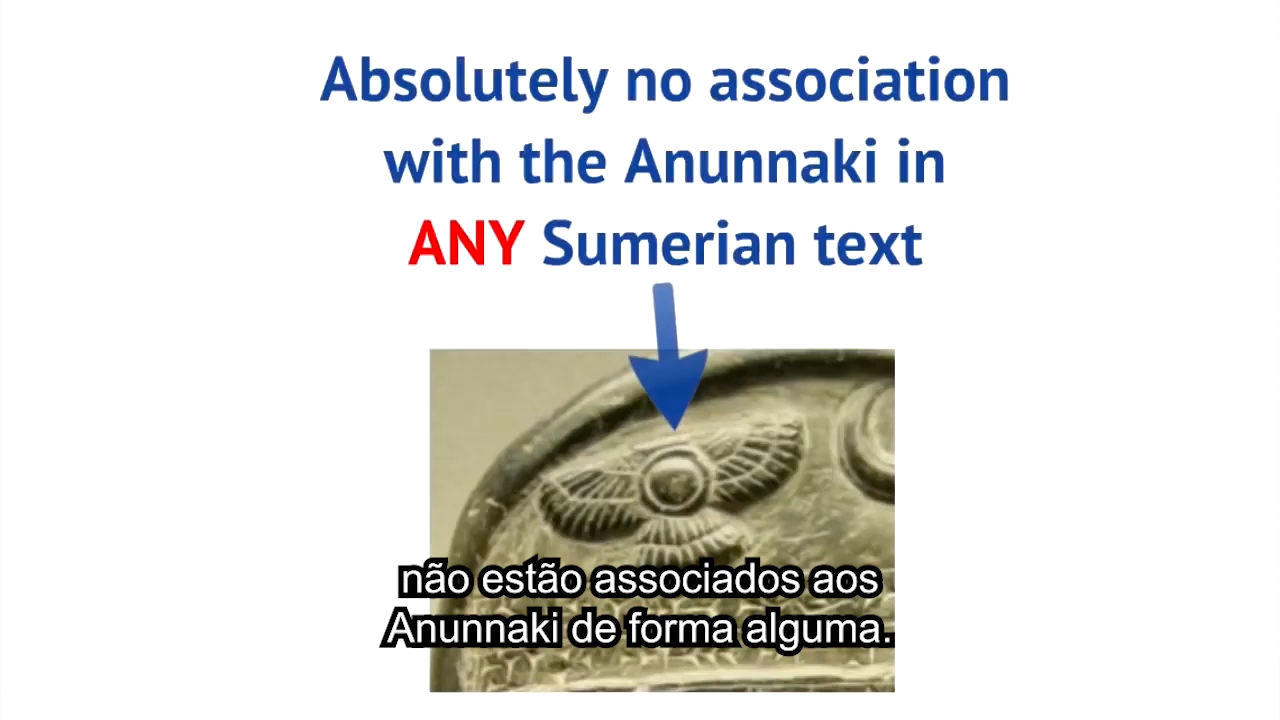 Absolutely no association
with the Anunnaki in
ANY Sumerian text
não estão associados aos
Anunnaki de forma alguma.